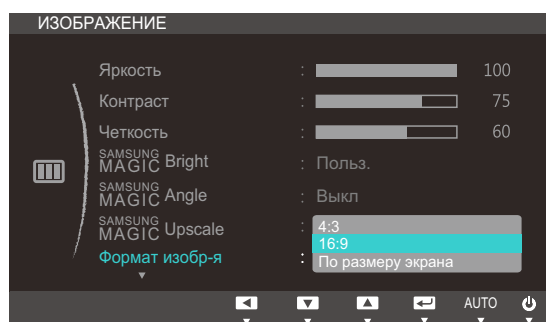 ИЗОБРАЖЕНИЕ
Яркость : 100
Контраст : 75
Четкость : 60
SAMSUNG
MAGIC Bright : Польз.
SAMSUNG
MAGIC Angle : Выкл
SAMSUNG
MAGIC Upscale :
4:3
16:9
Формат изобр-я :
По размеру экрана
AUTO